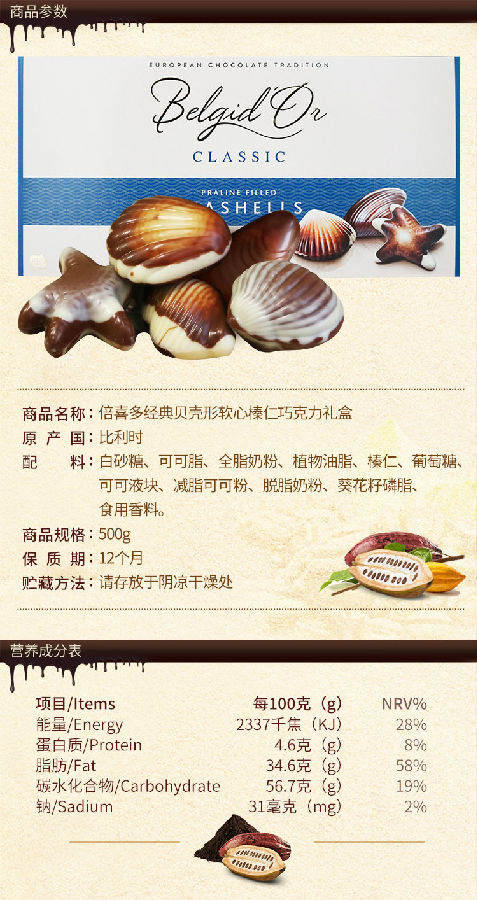 商品参数
EUROPEAN CHOCOLATE TRADITION
Belgid'Or
CLASSIC
PRALINE FILLED
ASHELLS
商品名称：倍喜多经典贝壳形软心榛仁巧克力礼盒
原产国：比利时
配料：白砂糖、可可脂、全脂奶粉、植物油脂、榛仁、葡萄糖、
可可液块、减脂可可粉、脱脂奶粉、葵花籽磷脂、
食用香料。
商品规格：500g
保质期：12个月
贮藏方法：请存放于阴凉干燥处
营养成分表
项目/Items 每100克（g） NRV%
能量/Energy 2337千焦（KJ） 28%
蛋白质/Protein 4.6克（g） 8%
脂肪/Fat 34.6克（g） 58%
碳水化合物/Carbohydrate 56.7克（g） 19%
钠/Sadium 31毫克（mg） 2%